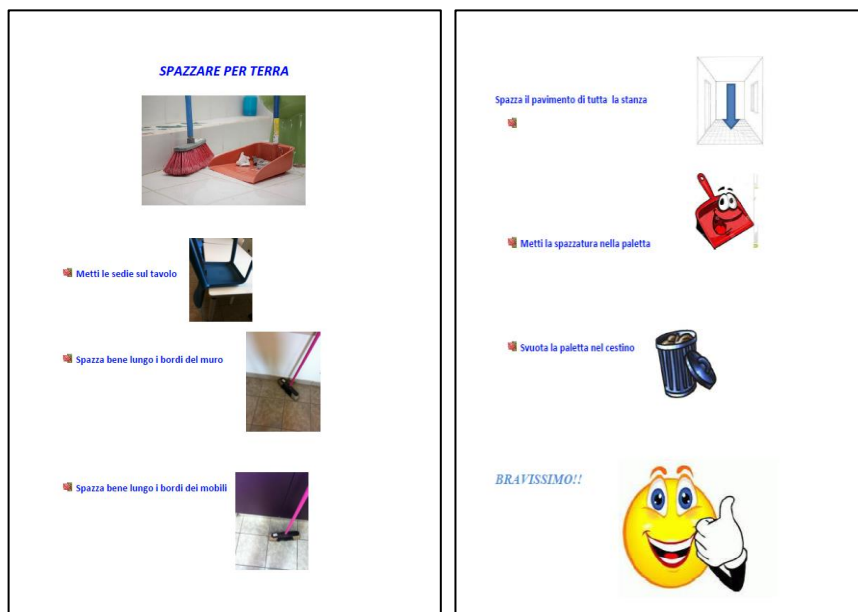 SPAZZARE PER TERRA
Metti le sedie sul tavolo
Spazza bene lungo i bordi del muro
Spazza bene lungo i bordi dei mobili
Spazza il pavimento di tutta la stanza
Metti la spazzatura nella paletta
Svuota la paletta nel cestino
BRAVISSIMO!!